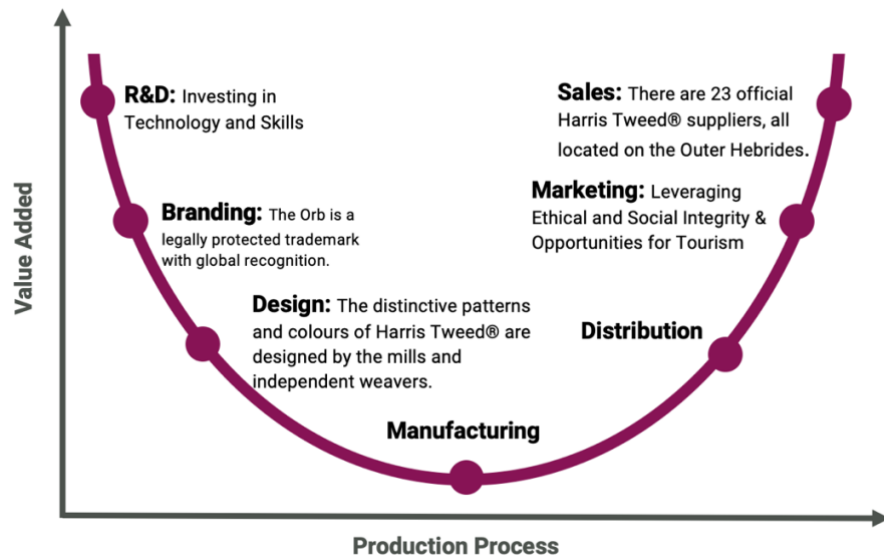 Value Added
R&D: Investing in
Technology and Skills
Branding: The Orb is a
legally protected trademark
with global recognition.
Design: The distinctive patterns
and colours of Harris Tweed® are
designed by the mills and
independent weavers.
Manufacturing
Distribution
Marketing: Leveraging
Ethical and Social Integrity &
Opportunities for Tourism
Sales: There are 23 official
Harris Tweed® suppliers, all
located on the Outer Hebrides.
Production Process